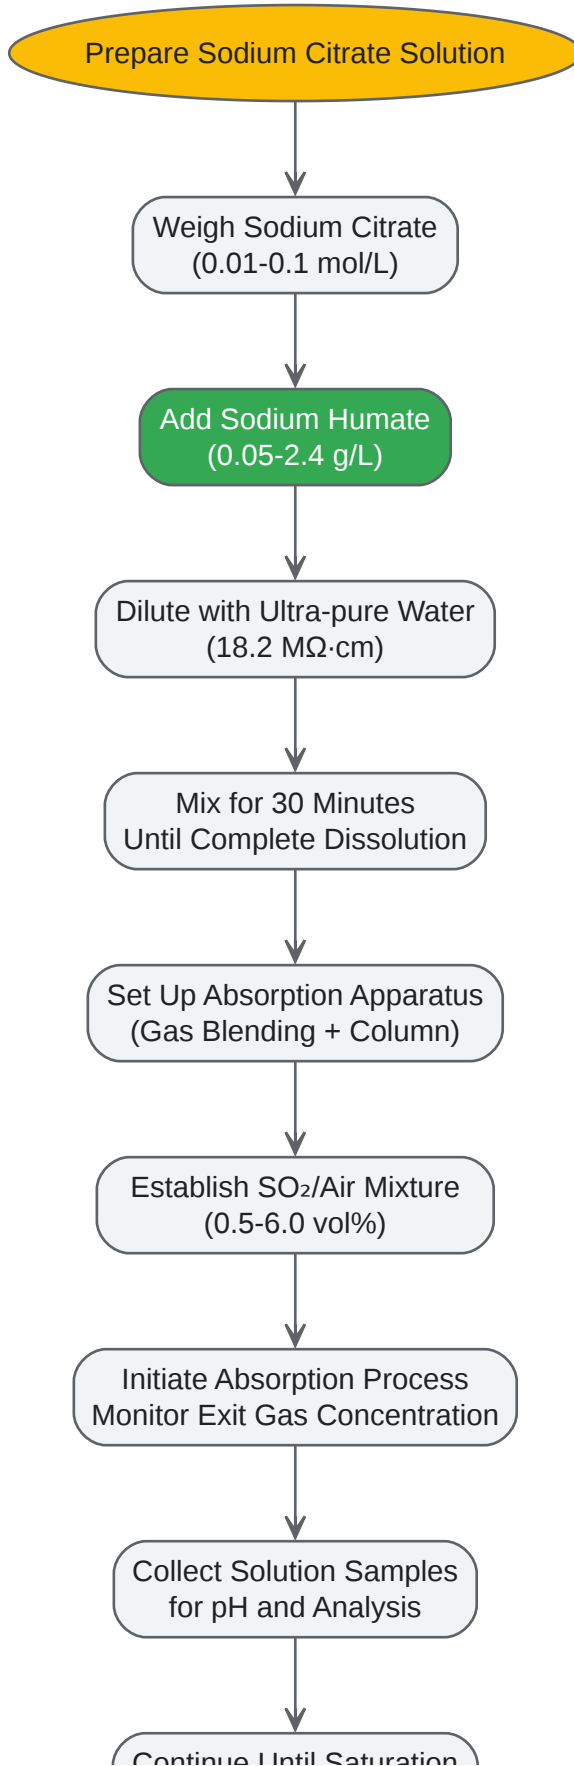 Prepare Sodium Citrate Solution
Weigh Sodium Citrate
(0.01-0.1 mol/L)
Add Sodium Humate
(0.05-2.4 g/L)
Dilute with Ultra-pure Water
(18.2 MΩ·cm)
Mix for 30 Minutes
Until Complete Dissolution
Set Up Absorption Apparatus
(Gas Blending + Column)
Establish SO₂/Air Mixture
(0.5-6.0 vol%)
Initiate Absorption Process
Monitor Exit Gas Concentration
Collect Solution Samples
for pH and Analysis
Continue Until Saturation